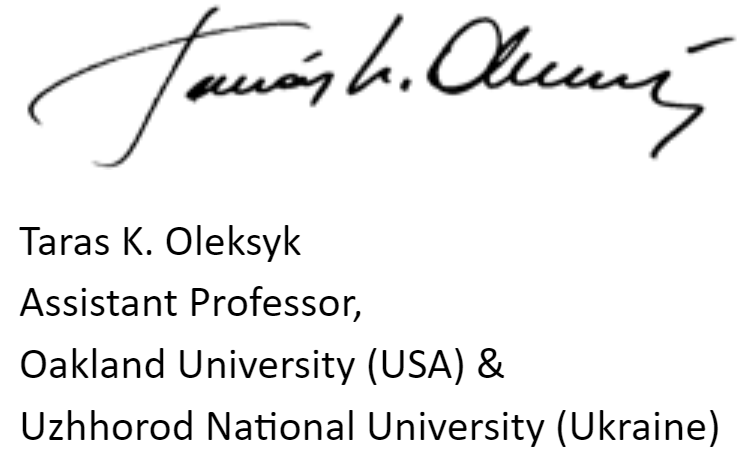 Taras K. Oleksyk
Assistant Professor,
Oakland University (USA) &
Uzhhorod National University (Ukraine)